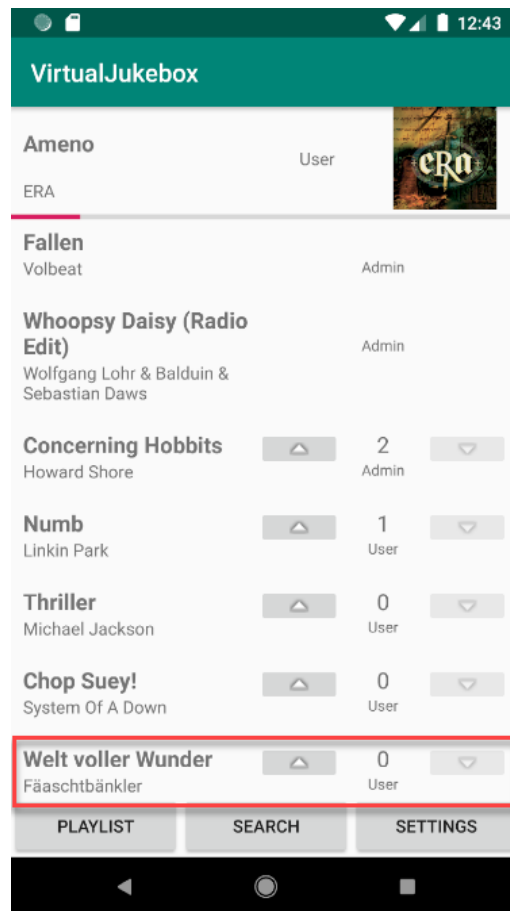 12:43
VirtualJukebox
Ameno
User
ERA
eRa
Fallen
Volbeat
Admin
Whoopsy Daisy (Radio
Edit)
Admin
Wolfgang Lohr & Balduin &
Sebastian Daws
Concerning Hobbits
2
Howard Shore
Admin
Numb
1
Linkin Park
User
Thriller
0
Michael Jackson
User
Chop Suey!
0
System Of A Down
User
Welt voller Wunder
0
Fäaschtbänkler
User
PLAYLIST SEARCH SETTINGS